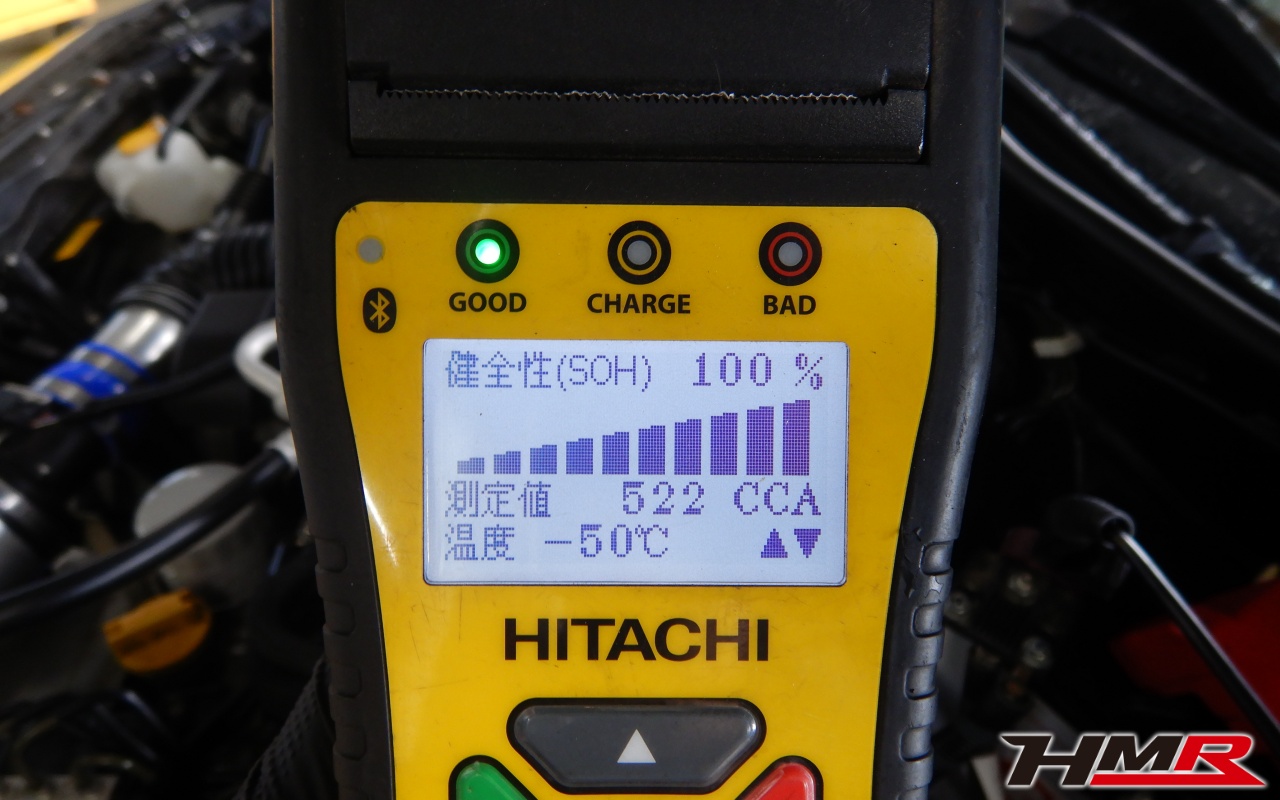 GOOD CHARGE BAD
健全性(SOH) 100 %
測定値 522 CCA
温度 -50℃ ▲▼
HITACHI
HMR